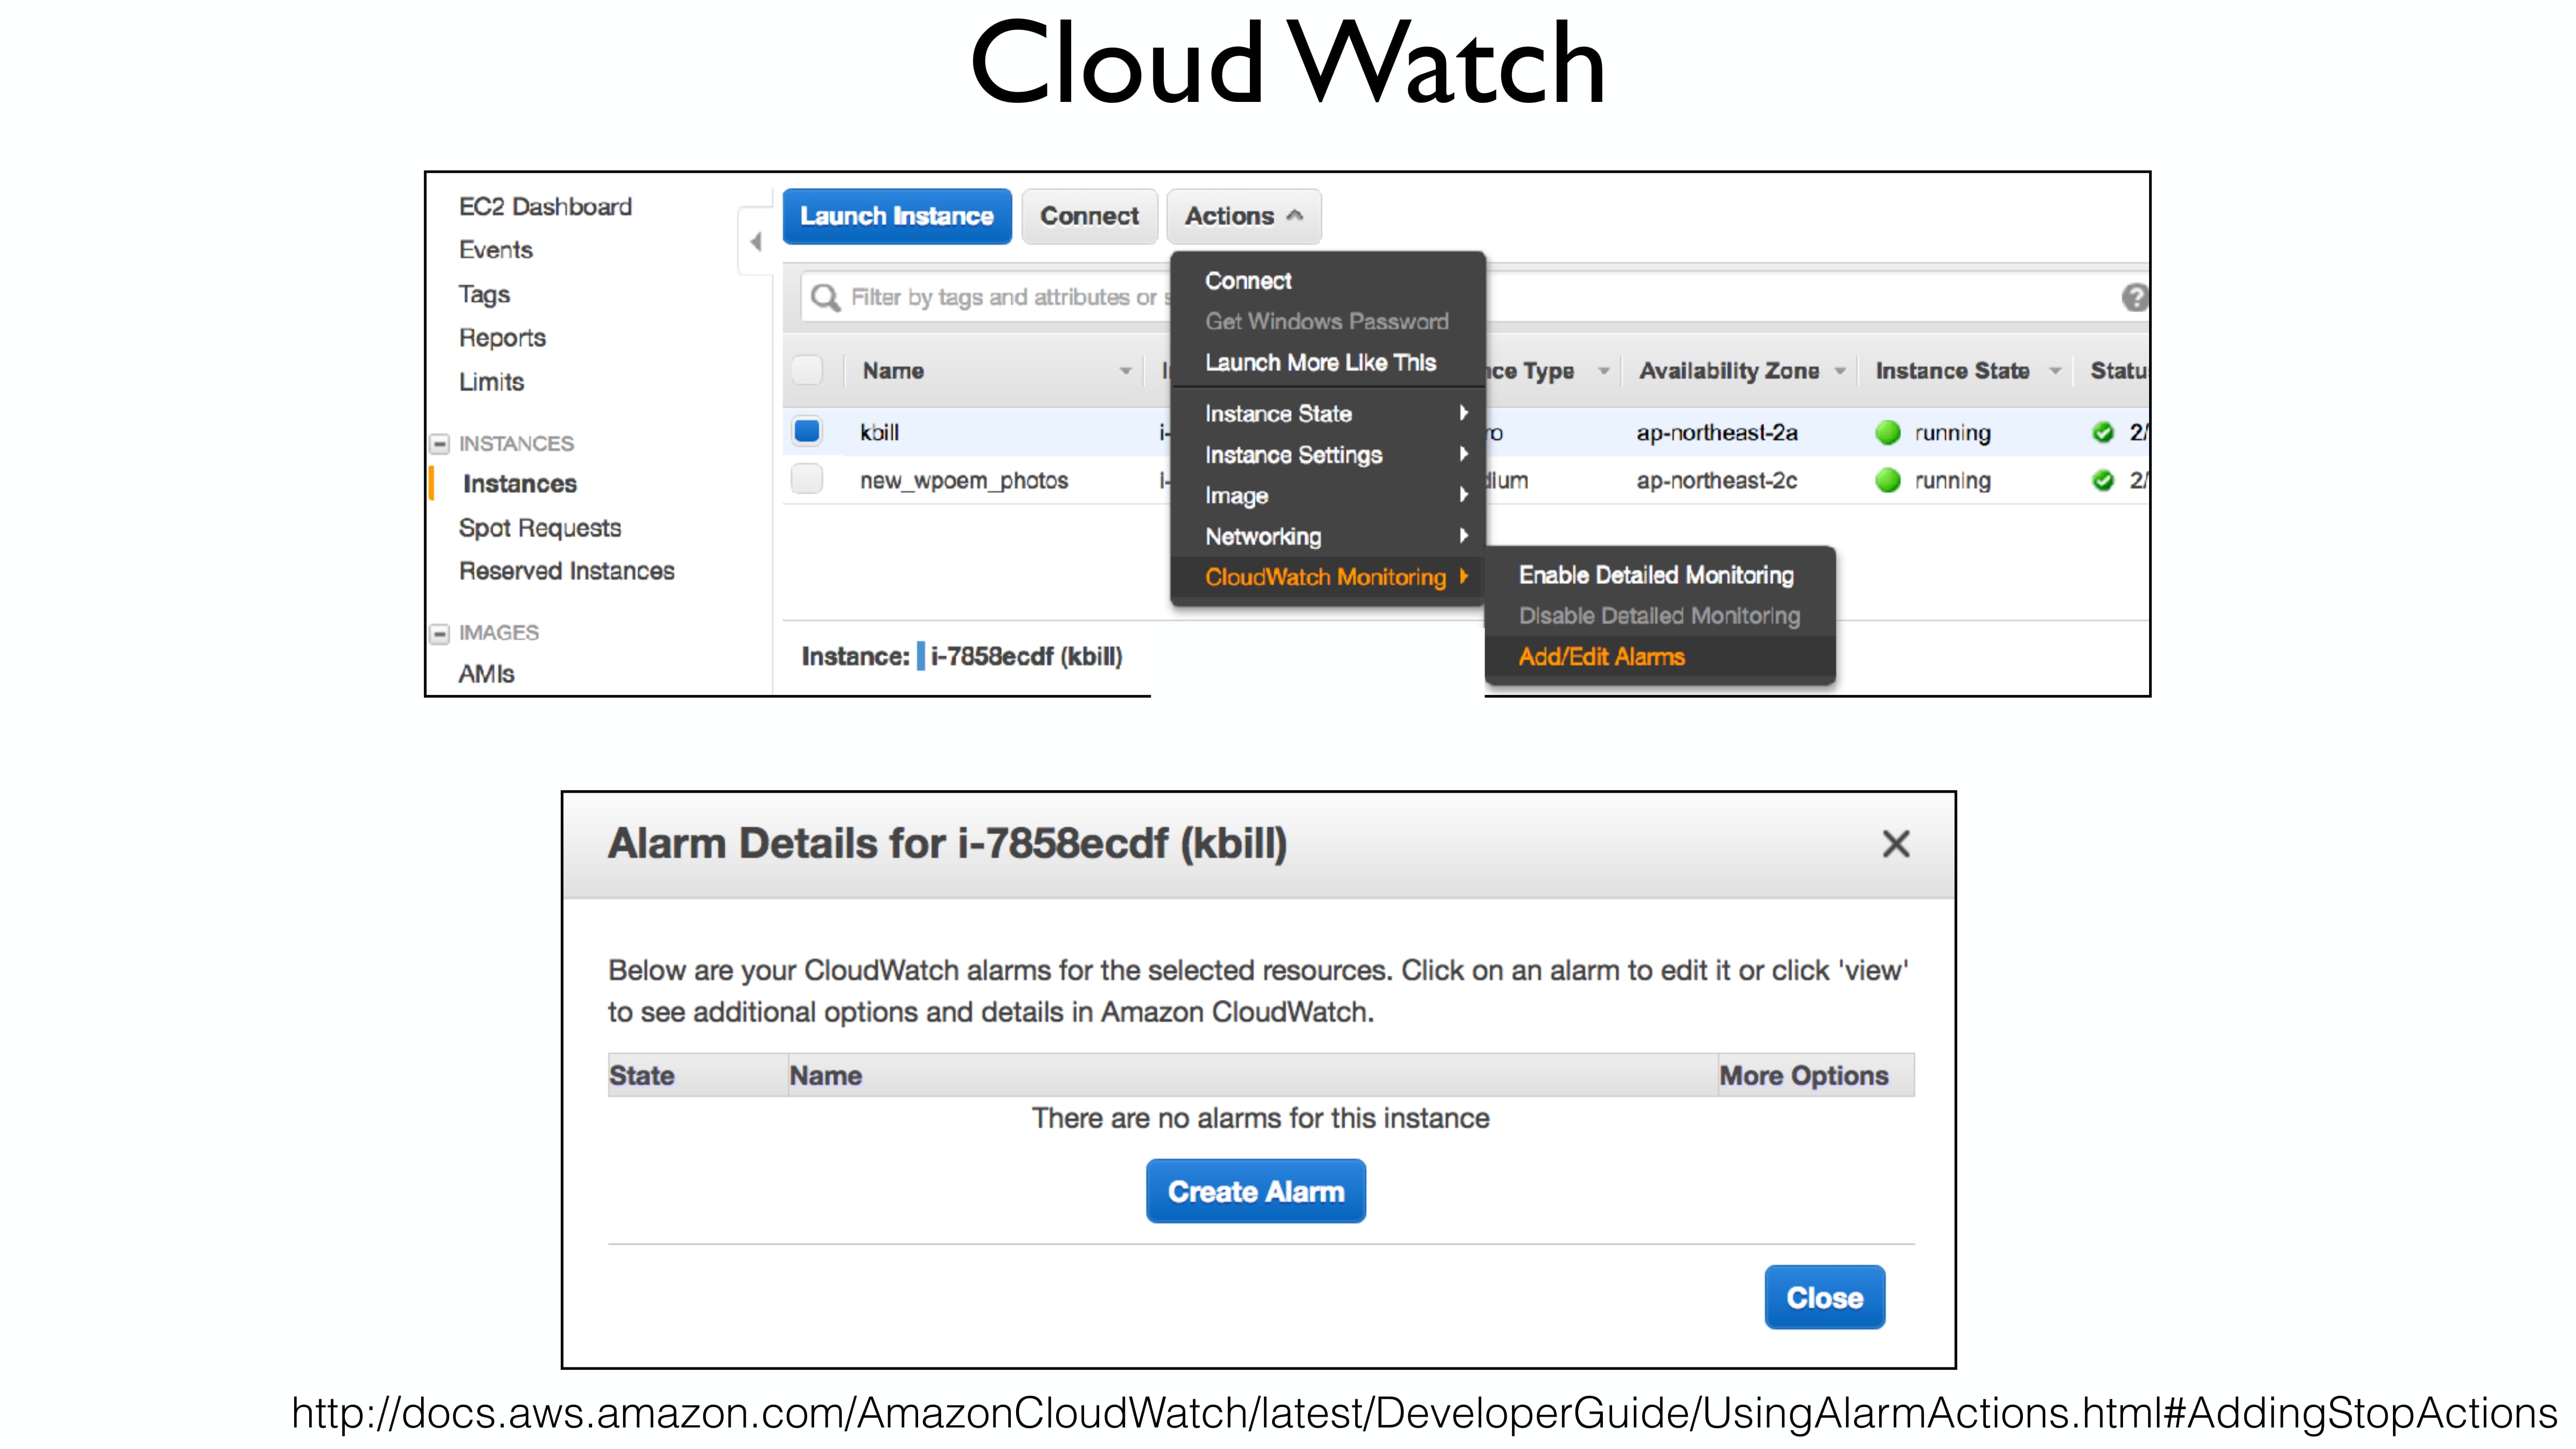 Cloud Watch
EC2 Dashboard
Events
Tags
Reports
Limits
INSTANCES
Instances
Spot Requests
Reserved Instances
IMAGES
AMIs
Launch Instance Connect Actions
Filter by tags and attributes or
Connect
Get Windows Password
Launch More Like This
Instance State
Instance Settings
Image
Networking
CloudWatch Monitoring
Enable Detailed Monitoring
Disable Detailed Monitoring
Add/Edit Alarms
Name Type Availability Zone Instance State
kbill i- ap-northeast-2a running 2/
new_wpoem_photos i- ap-northeast-2c running 2/
Instance: i-7858ecdf (kbill)
Alarm Details for i-7858ecdf (kbill)
Below are your CloudWatch alarms for the selected resources. Click on an alarm to edit it or click 'view'
to see additional options and details in Amazon CloudWatch.
State Name More Options
There are no alarms for this instance
Create Alarm
Close
http://docs.aws.amazon.com/AmazonCloudWatch/latest/DeveloperGuide/UsingAlarmActions.html#AddingStopActions